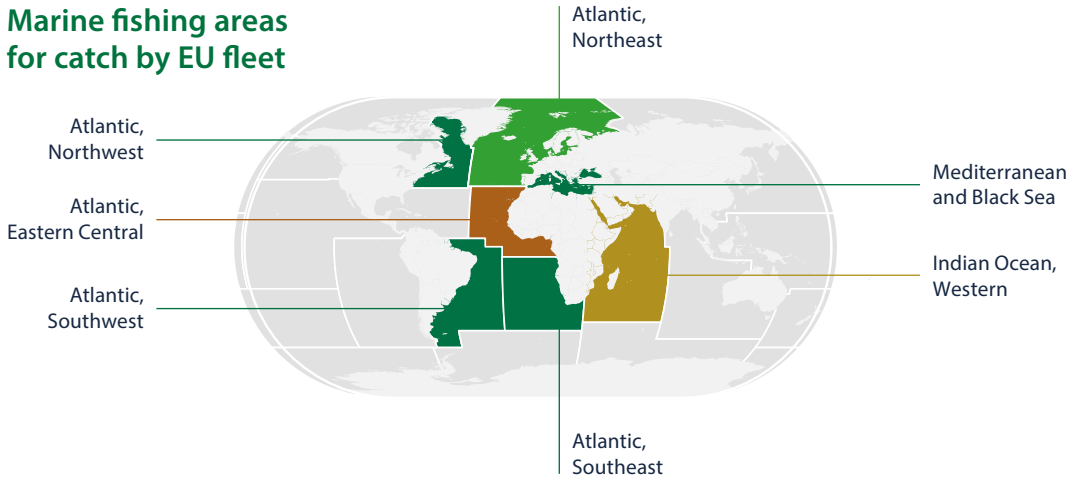 Marine fishing areas
for catch by EU fleet
Atlantic,
Northeast
Atlantic,
Northwest
Mediterranean
and Black Sea
Atlantic,
Eastern Central
Indian Ocean,
Western
Atlantic,
Southwest
Atlantic,
Southeast